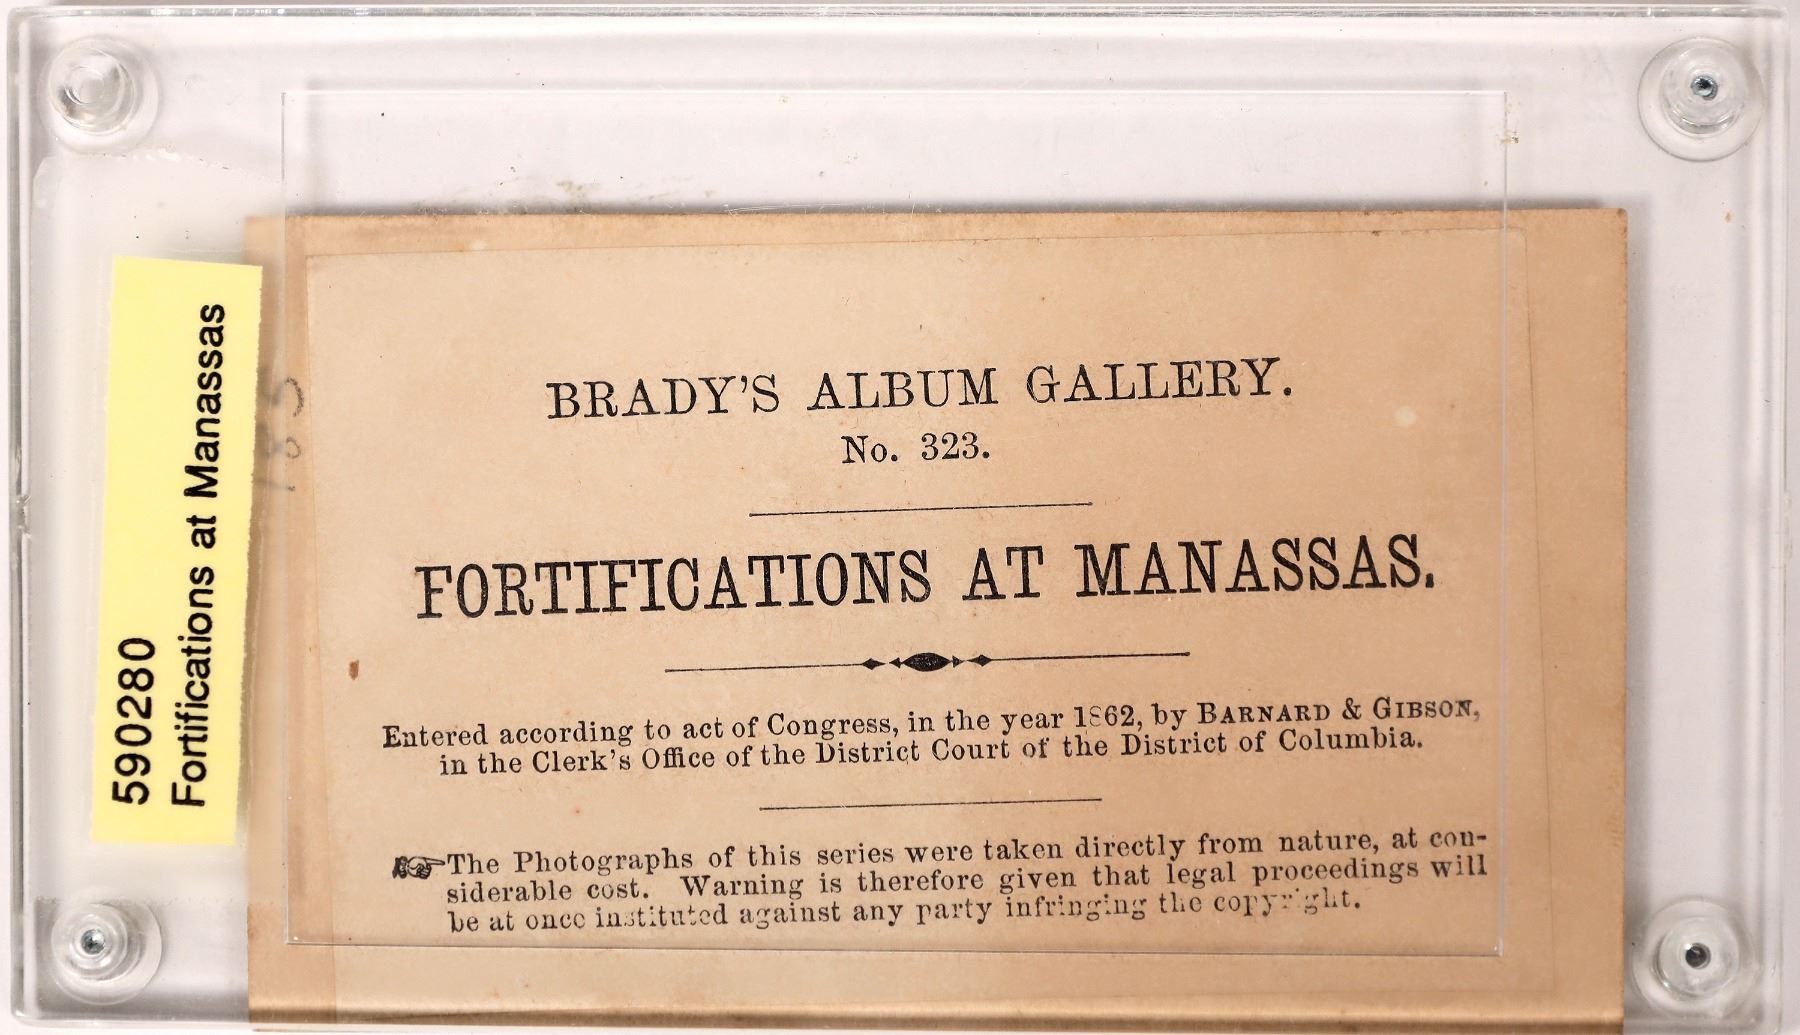 590280
Fortifications at Manassas
185
BRADY'S ALBUM GALLERY.
No. 323.
FORTIFICATIONS AT MANASSAS.
Entered according to act of Congress, in the year 1862, by BARNARD & GIBSON,
in the Clerk's Office of the District Court of the District of Columbia.
☞The Photographs of this series were taken directly from nature, at con-
siderable cost. Warning is therefore given that legal proceedings will
be at once instituted against any party infringing the copyright.